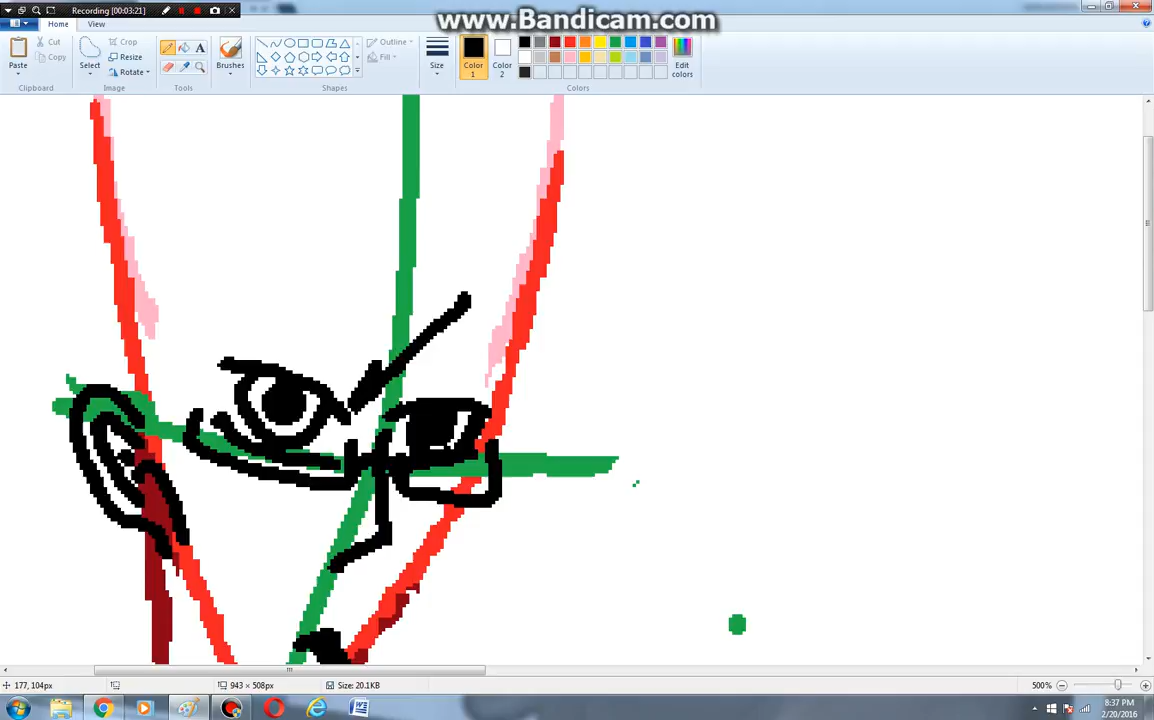 Recording [00:03:21]
www.Bandicam.com
Home View
Paste
Cut
Copy
Clipboard
Select
Crop
Resize
Rotate
Image
A
Tools
Brushes
Shapes
Outline
Fill
Size
Color 1
Color 2
Colors
Edit colors
177, 104px
943 × 508px
Size: 20.1KB
500%
8:37 PM
2/20/2016